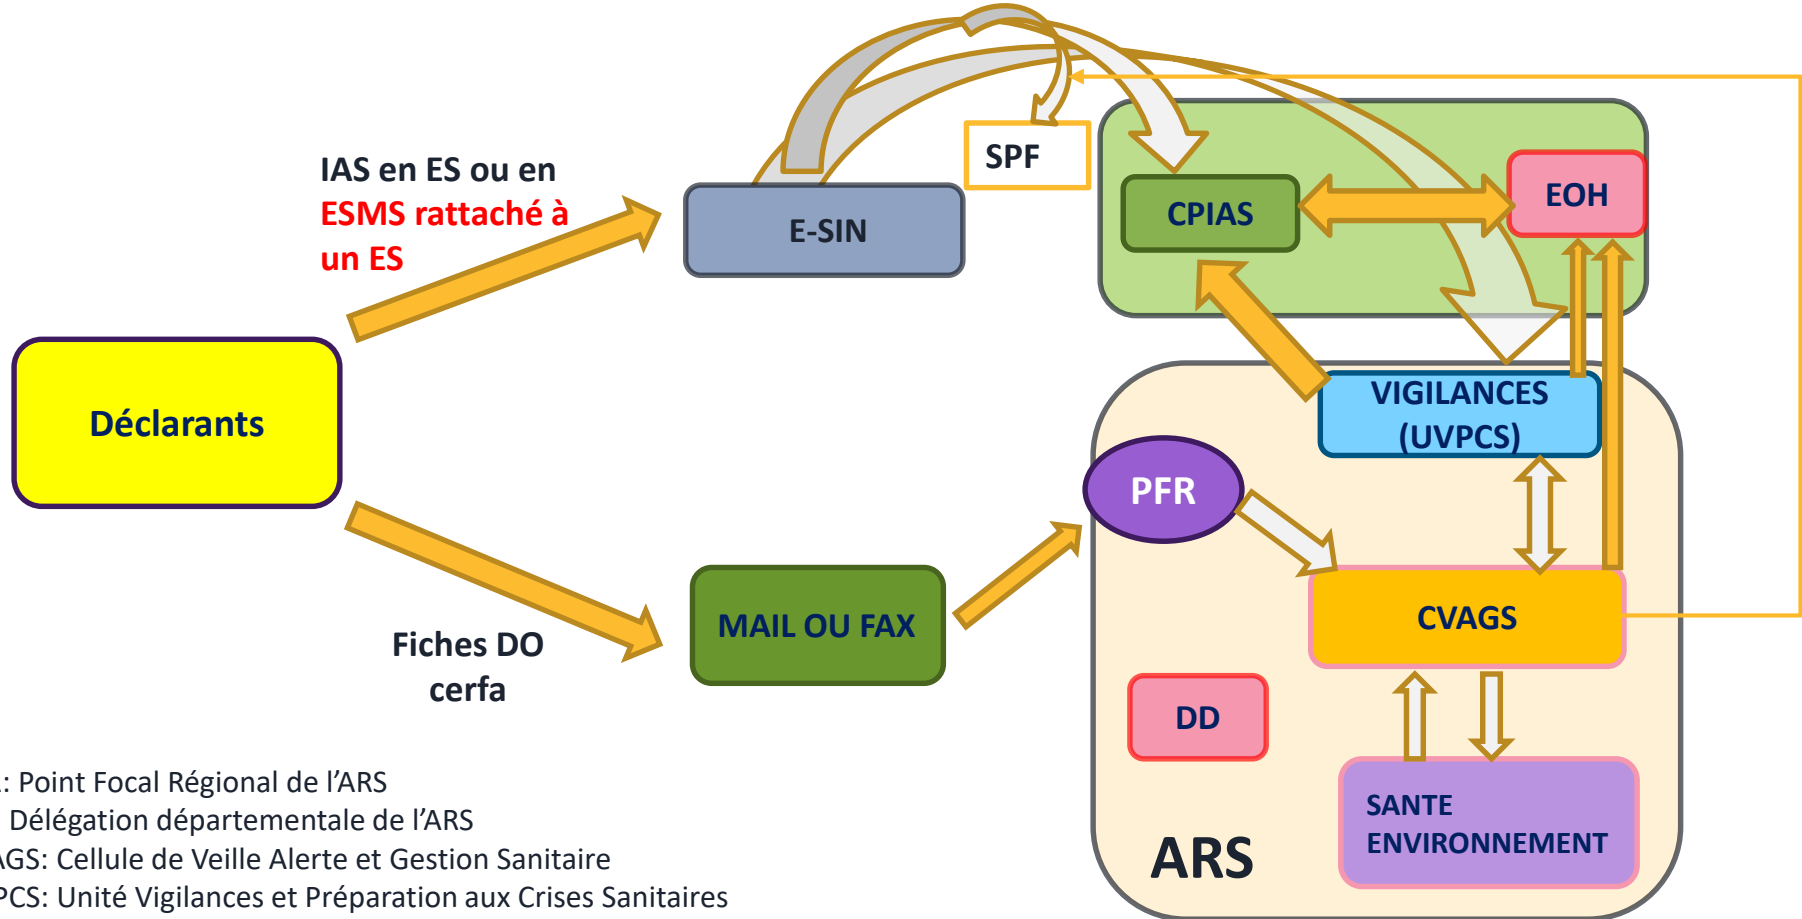 IAS en ES ou en
ESMS rattaché à
un ES
E-SIN
SPF
CPIAS
EOH
Déclarants
VIGILANCES
(UVPCS)
PFR
MAIL OU FAX
CVAGS
Fiches DO
cerfa
DD
SANTE
ENVIRONNEMENT
ARS
: Point Focal Régional de l’ARS
Délégation départementale de l’ARS
AGS: Cellule de Veille Alerte et Gestion Sanitaire
PCS: Unité Vigilances et Préparation aux Crises Sanitaires